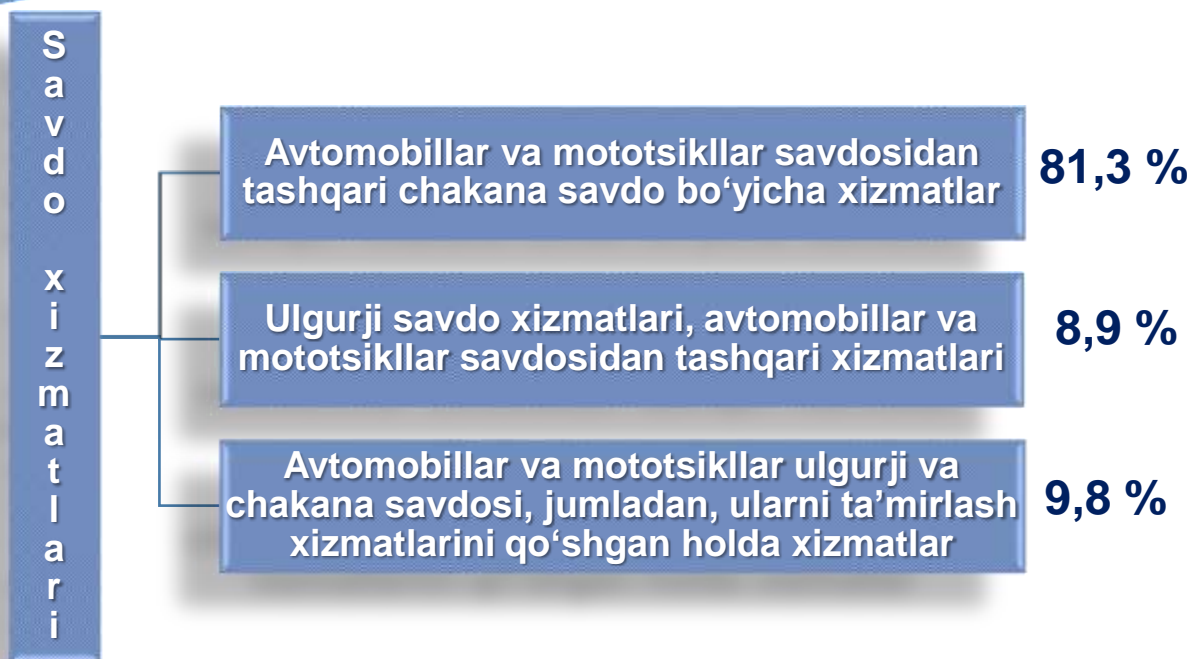 Savdo xizmatlari
Avtomobillar va mototsikllar savdosidan
tashqari chakana savdo bo‘yicha xizmatlar
81,3 %
Ulgurji savdo xizmatlari, avtomobillar va
mototsikllar savdosidan tashqari xizmatlari
8,9 %
Avtomobillar va mototsikllar ulgurji va
chakana savdosi, jumladan, ularni ta’mirlash
xizmatlarini qo‘shgan holda xizmatlar
9,8 %